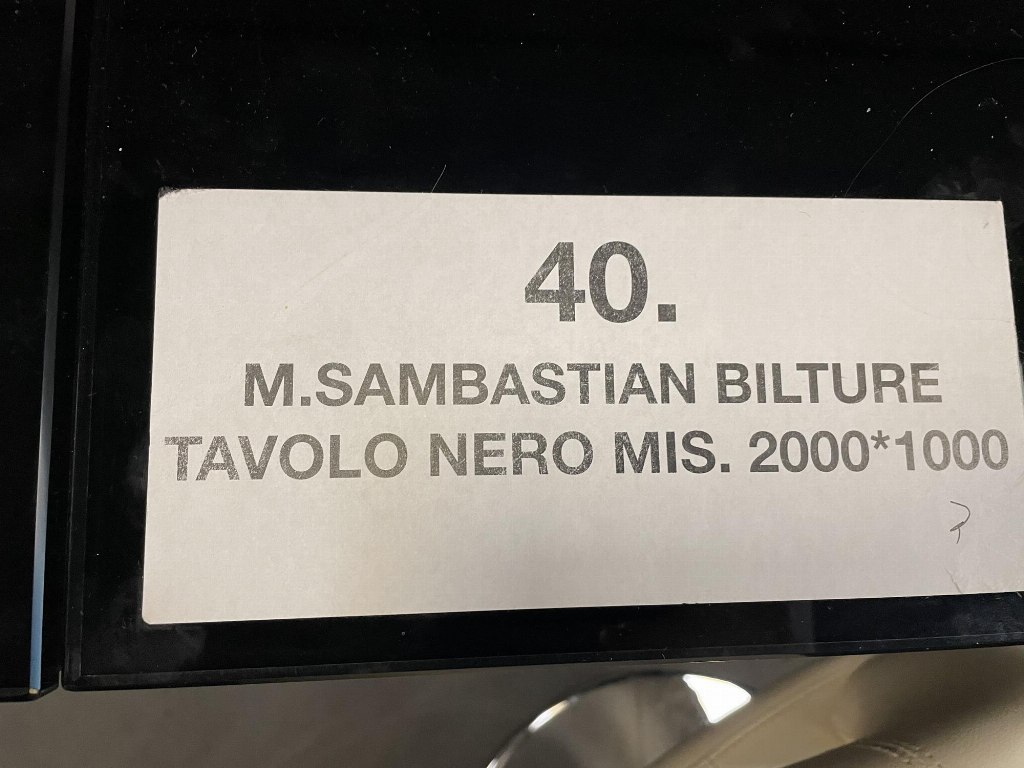 40.
M.SAMBASTIAN BILTURE
TAVOLO NERO MIS. 2000*1000